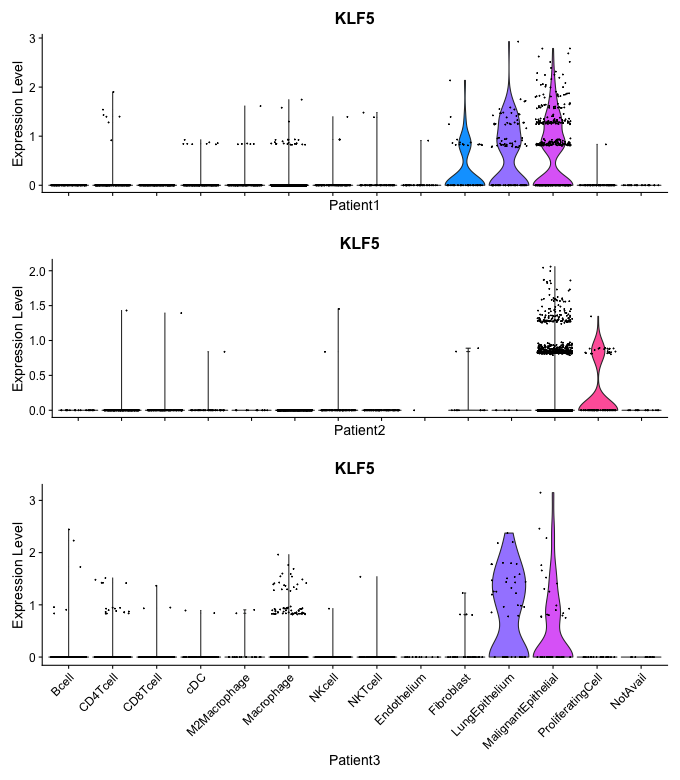 KLF5
Expression Level
3
2
1
0
Patient1
KLF5
Expression Level
2.0
1.5
1.0
0.5
0.0
Patient2
KLF5
Expression Level
3
2
1
0
Bcell
CD4Tcell
CD8Tcell
cDC
M2Macrophage
Macrophage
NKcell
NKTcell
Endothelium
Fibroblast
LungEpithelium
MalignantEpithelial
ProliferatingCell
NotAvail
Patient3